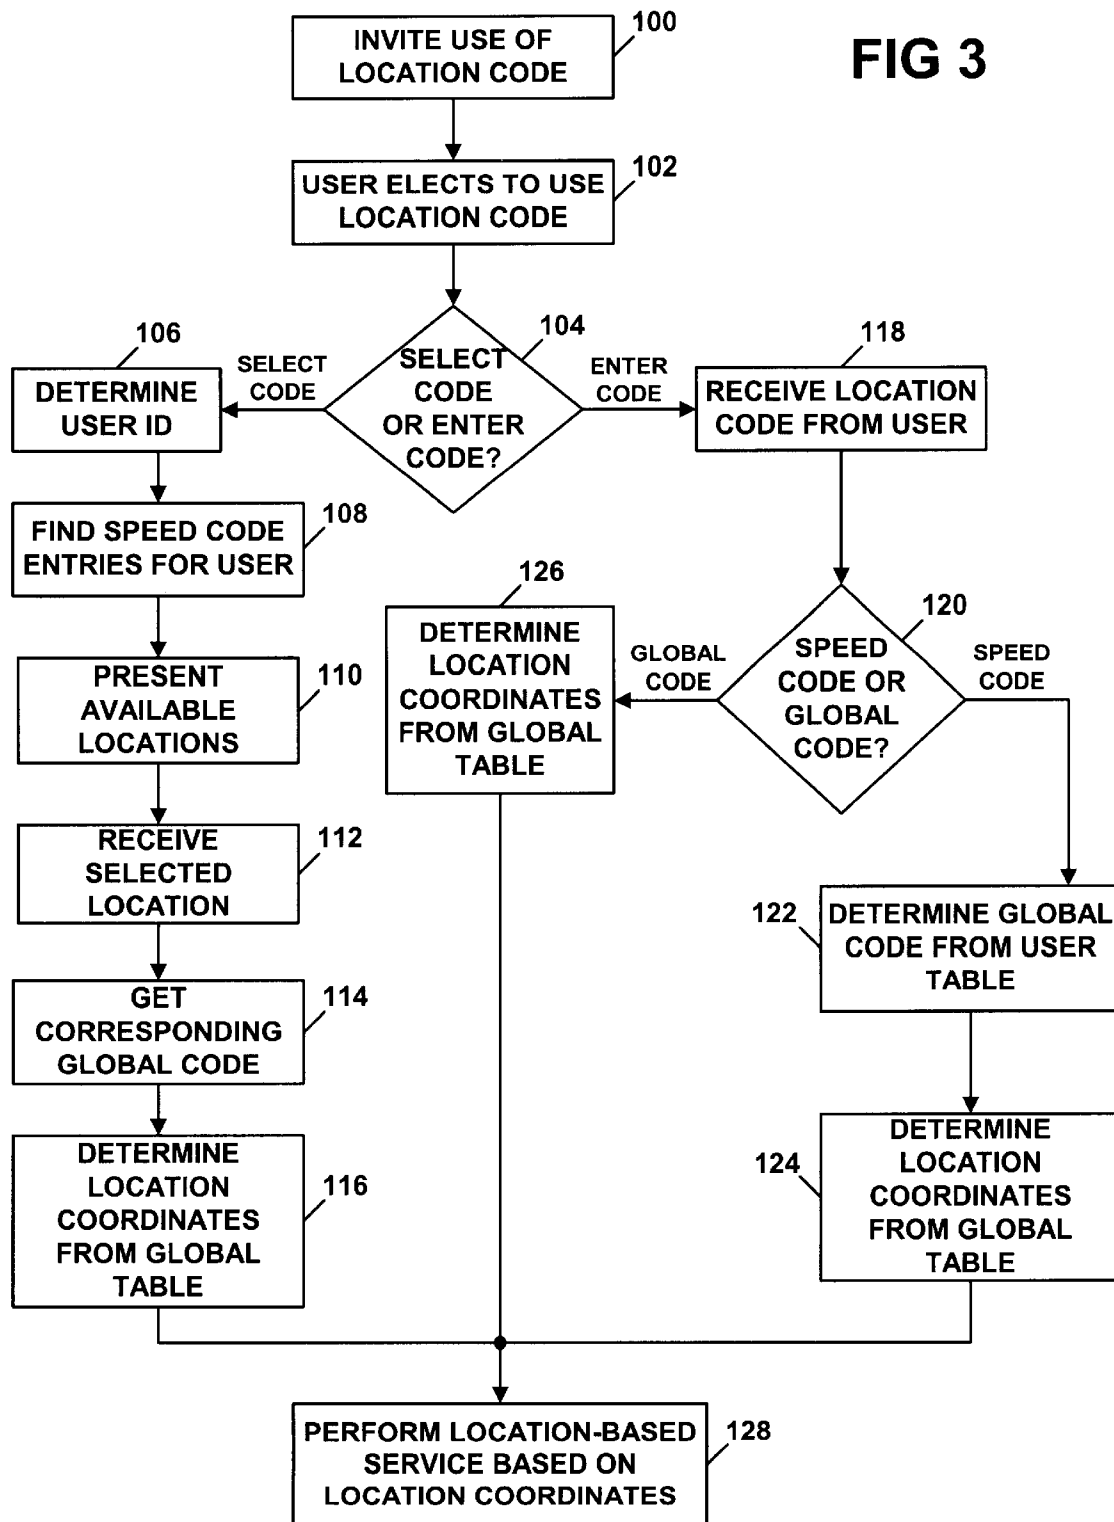 FIG 3
100
INVITE USE OF
LOCATION CODE
102
USER ELECTS TO USE
LOCATION CODE
104
SELECT
CODE
OR ENTER
CODE?
SELECT
CODE
ENTER
CODE
106
DETERMINE
USER ID
108
FIND SPEED CODE
ENTRIES FOR USER
110
PRESENT
AVAILABLE
LOCATIONS
112
RECEIVE
SELECTED
LOCATION
114
GET
CORRESPONDING
GLOBAL CODE
116
DETERMINE
LOCATION
COORDINATES
FROM GLOBAL
TABLE
118
RECEIVE LOCATION
CODE FROM USER
120
SPEED
CODE OR
GLOBAL
CODE?
GLOBAL
CODE
SPEED
CODE
126
DETERMINE
LOCATION
COORDINATES
FROM GLOBAL
TABLE
122
DETERMINE GLOBAL
CODE FROM USER
TABLE
124
DETERMINE
LOCATION
COORDINATES
FROM GLOBAL
TABLE
128
PERFORM LOCATION-BASED
SERVICE BASED ON
LOCATION COORDINATES